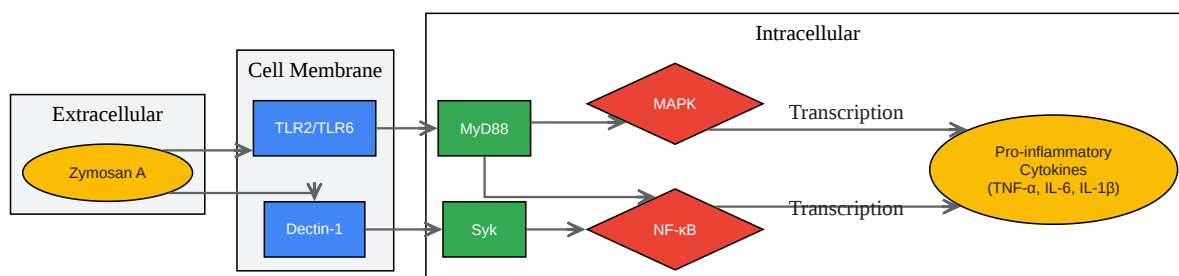 Extracellular
Zymosan A
Cell Membrane
TLR2/TLR6
Dectin-1
Intracellular
MyD88
Syk
MAPK
NF-κB
Transcription
Transcription
Pro-inflammatory
Cytokines
(TNF-α, IL-6, IL-1β)